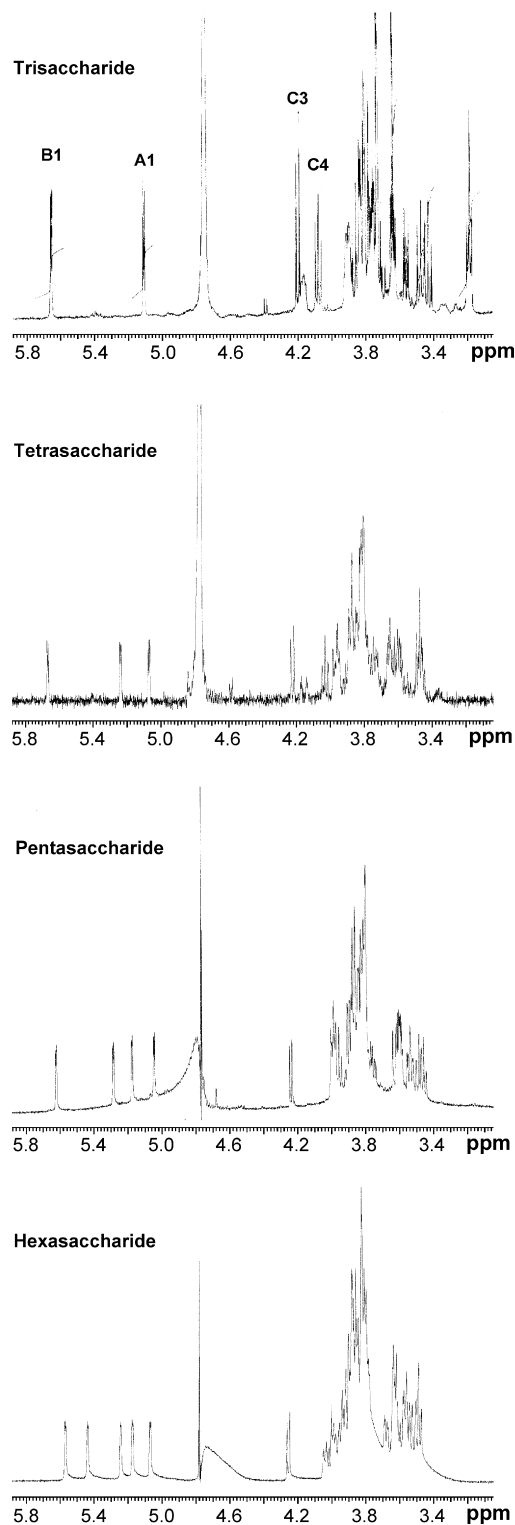 Trisaccharide
C3
B1
A1
C4
5.8 5.4 5.0 4.6 4.2 3.8 3.4 ppm
Tetrasaccharide
5.8 5.4 5.0 4.6 4.2 3.8 3.4 ppm
Pentasaccharide
5.8 5.4 5.0 4.6 4.2 3.8 3.4 ppm
Hexasaccharide
5.8 5.4 5.0 4.6 4.2 3.8 3.4 ppm